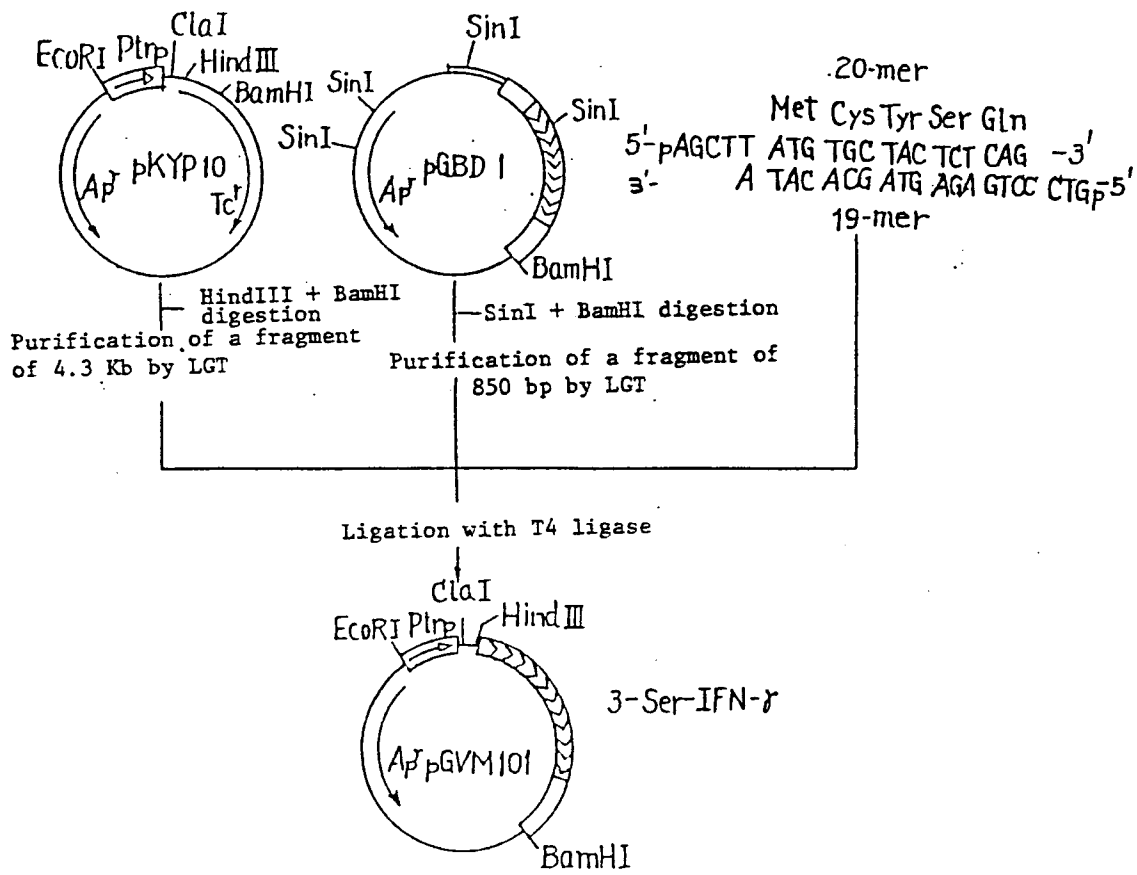 ClaI
EcoRI Ptrp
HindIII
BamHI
Apʳ pKYP10
Tcʳ
HindIII + BamHI
digestion
Purification of a fragment
of 4.3 Kb by LGT
SinI
SinI
SinI
SinI
Apʳ pGBD1
BamHI
SinI + BamHI digestion
Purification of a fragment of
850 bp by LGT
20-mer
Met Cys Tyr Ser Gln
5'-pAGCTT ATG TGC TAC TCT CAG -3'
3'- A TAC ACG ATG AGA GTCC CTGp-5'
19-mer
Ligation with T4 ligase
ClaI
EcoRI Ptrp
HindIII
3-Ser-IFN-γ
Apʳ pGVM101
BamHI